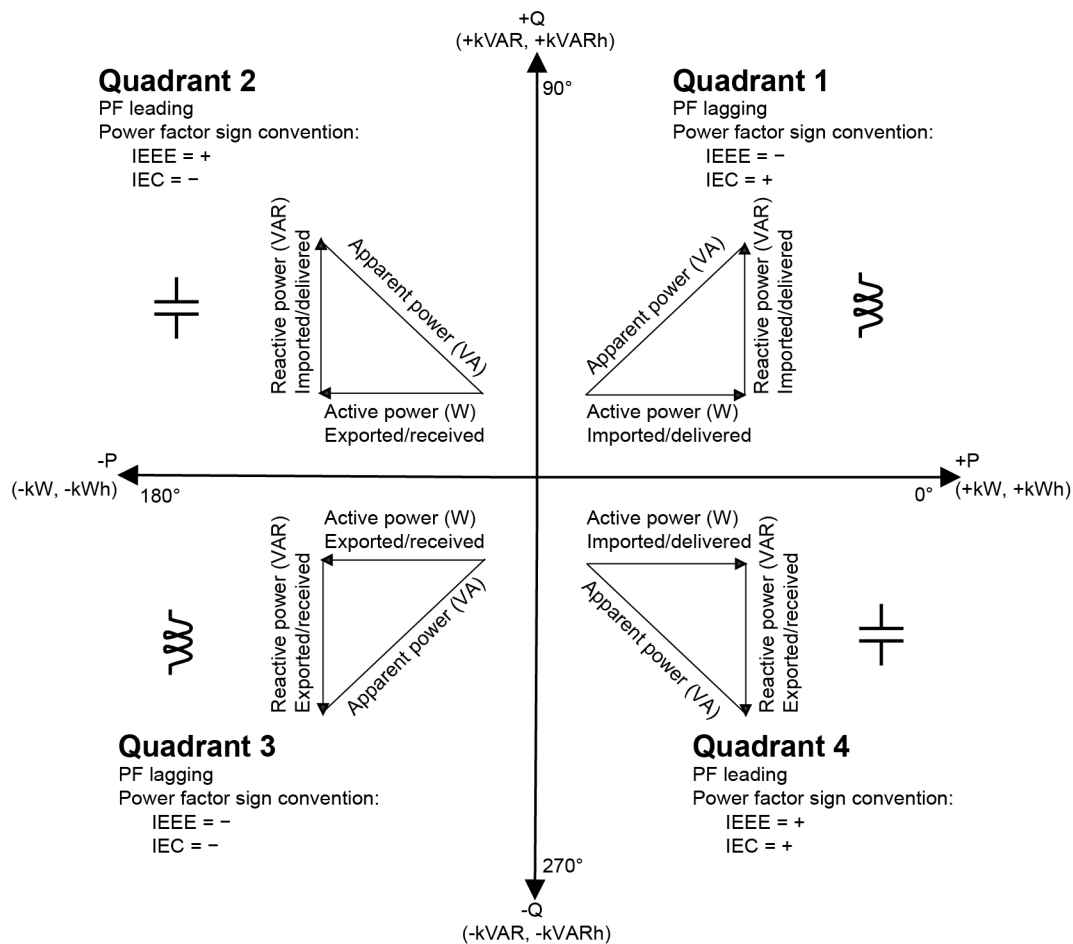 +Q
(+kVAR, +kVARh)
90°
Quadrant 2
PF leading
Power factor sign convention:
IEEE = +
IEC = −
Reactive power (VAR)
Imported/delivered
Apparent power (VA)
Active power (W)
Exported/received
Quadrant 1
PF lagging
Power factor sign convention:
IEEE = −
IEC = +
Apparent power (VA)
Reactive power (VAR)
Imported/delivered
Active power (W)
Imported/delivered
-P
(-kW, -kWh)
180°
0°
+P
(+kW, +kWh)
Active power (W)
Exported/received
Reactive power (VAR)
Exported/received
Apparent power (VA)
Quadrant 3
PF lagging
Power factor sign convention:
IEEE = −
IEC = −
Active power (W)
Imported/delivered
Apparent power (VA)
Reactive power (VAR)
Exported/received
Quadrant 4
PF leading
Power factor sign convention:
IEEE = +
IEC = +
270°
-Q
(-kVAR, -kVARh)